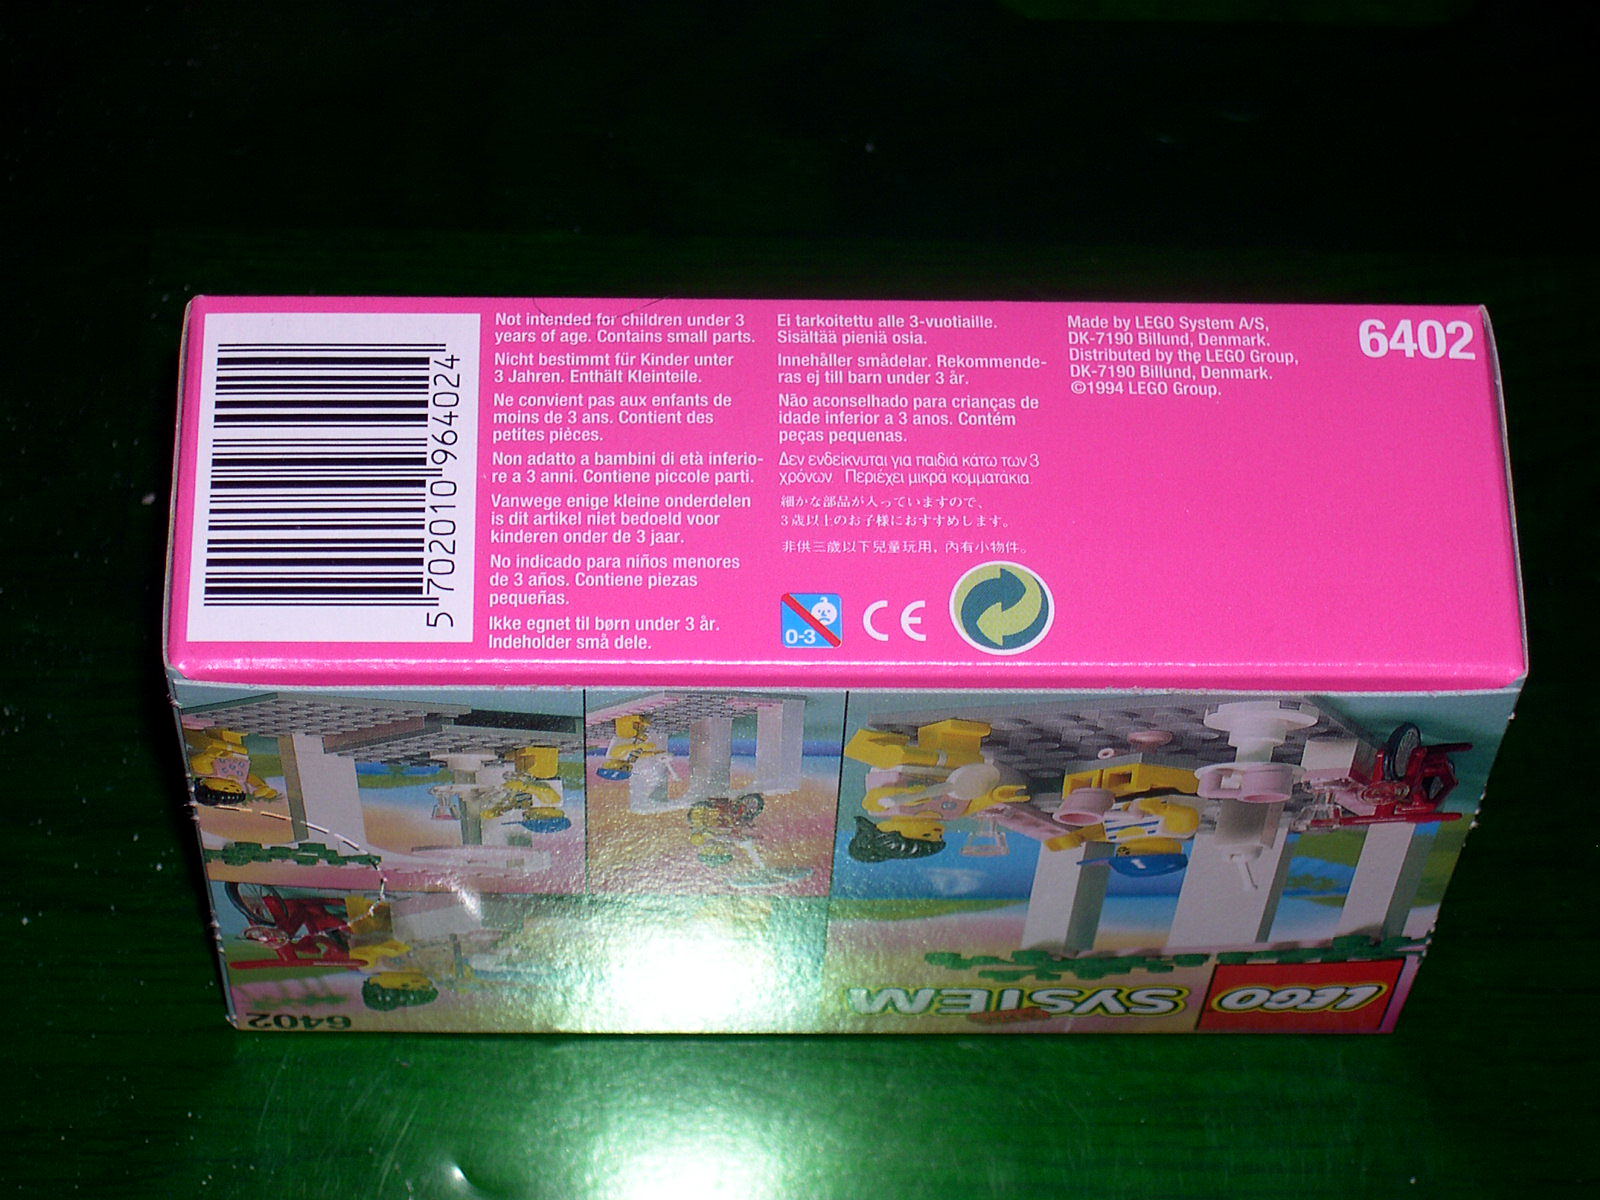 5 702010 964024
Not intended for children under 3
years of age. Contains small parts.
Nicht bestimmt für Kinder unter
3 Jahren. Enthält Kleinteile.
Ne convient pas aux enfants de
moins de 3 ans. Contient des
petites pièces.
Non adatto a bambini di età inferio-
re a 3 anni. Contiene piccole parti.
Vanwege enige kleine onderdelen
is dit artikel niet bedoeld voor
kinderen onder de 3 jaar.
No indicado para niños menores
de 3 años. Contiene piezas
pequeñas.
Ikke egnet til børn under 3 år.
Indeholder små dele.
Ei tarkoitettu alle 3-vuotiaille.
Sisältää pieniä osia.
Innehåller smådelar. Rekommende-
ras ej till barn under 3 år.
Não aconselhado para crianças de
idade inferior a 3 anos. Contém
peças pequenas.
Δεν ενδείκνυται για παιδιά κάτω των 3
χρόνων. Περιέχει μικρά κομματάκια.
細かな部品が入っていますので、
3歳以上のお子様におすすめします。
非供三歲以下兒童玩用, 內有小物件。
0-3
CE
Made by LEGO System A/S,
DK-7190 Billund, Denmark.
Distributed by the LEGO Group,
DK-7190 Billund, Denmark.
©1994 LEGO Group.
6402
LEGO SYSTEM
6402